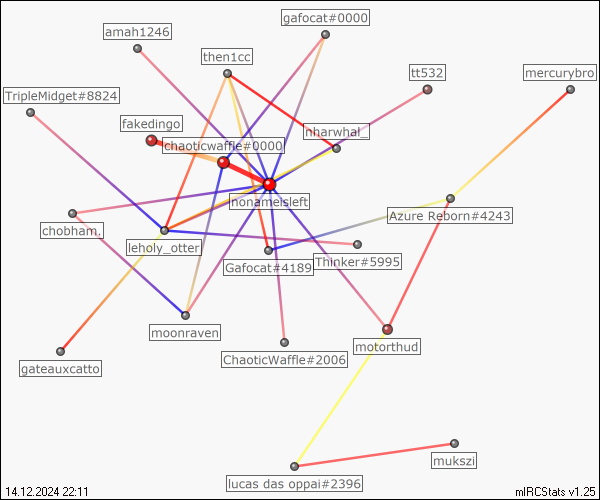 gafocat#0000
amah1246
then1cc
tt532
mercurybro
TripleMidget#8824
fakedingo
nharwhal_
chaoticwaffle#0000
nonameisleft
Azure Reborn#4243
chobham.
leholy_otter
Gafocat#4189
Thinker#5995
moonraven
motorthud
ChaoticWaffle#2006
gateauxcatto
mukszi
lucas das oppai#2396
14.12.2024 22:11
mIRCStats v1.25